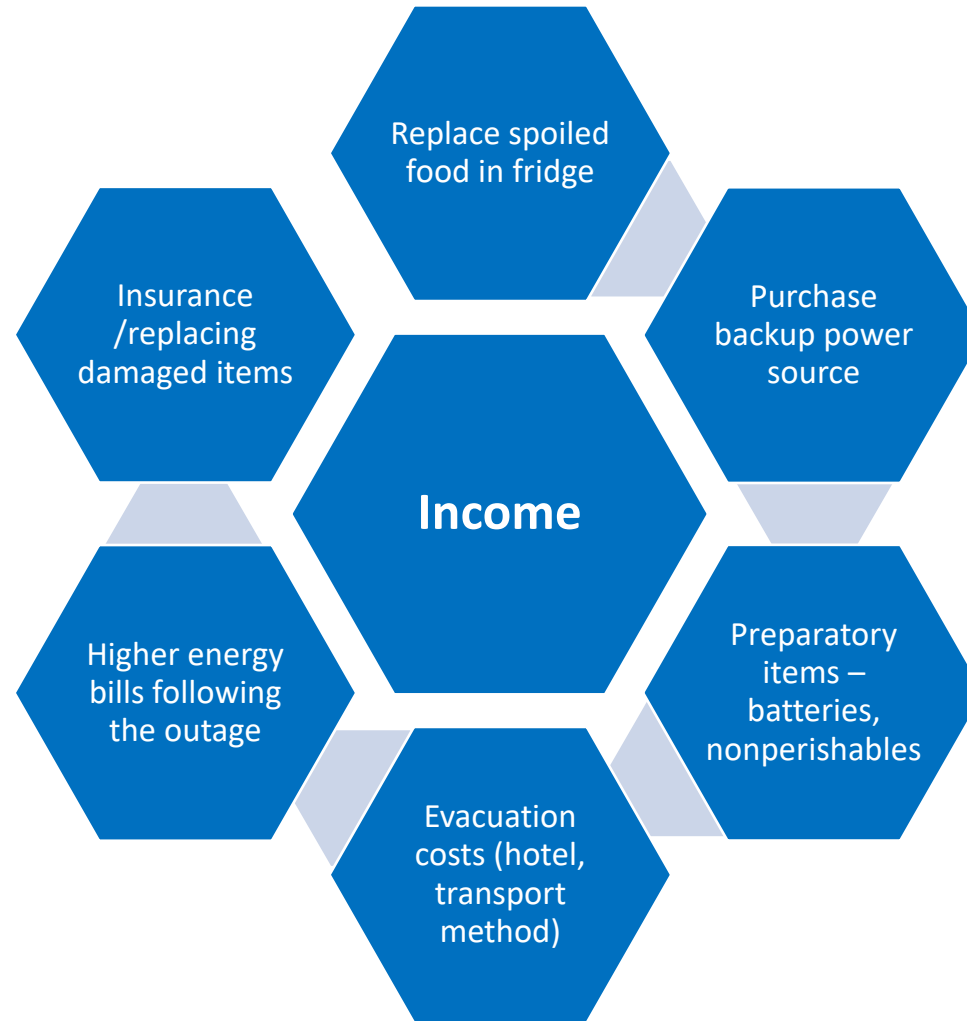 Replace spoiled
food in fridge
Purchase
backup power
source
Preparatory
items –
batteries,
nonperishables
Evacuation
costs (hotel,
transport
method)
Higher energy
bills following
the outage
Insurance
/replacing
damaged items
Income